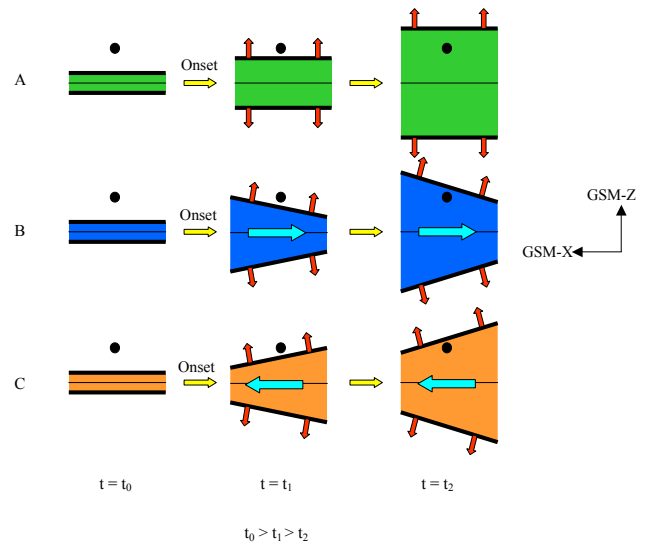 A
Onset
B
Onset
GSM-Z
GSM-X
C
Onset
t = t₀
t = t₁
t = t₂
t₀ > t₁ > t₂